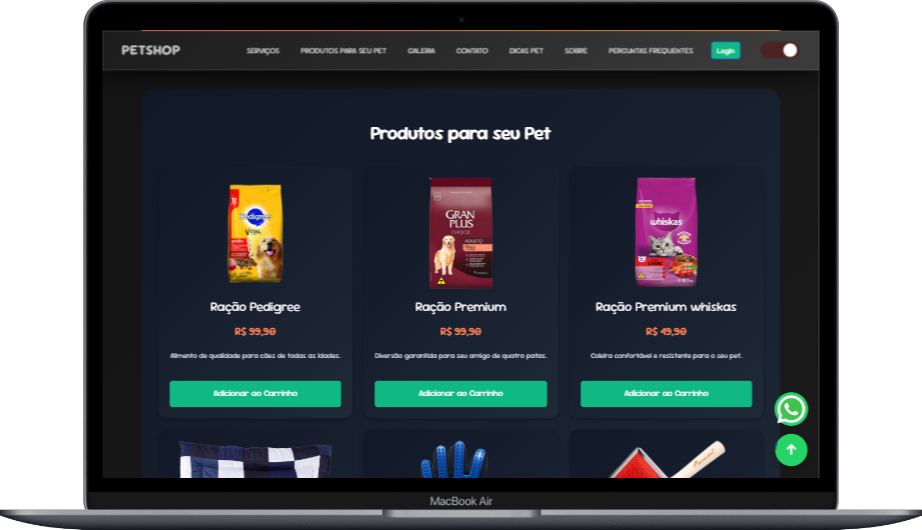 PETSHOP SERVIÇOS PRODUTOS PARA SEU PET GALERIA CONTATO DICAS PET SOBRE PERGUNTAS FREQUENTES Login
Produtos para seu Pet
Pedigree
VITAL
GRAN
PLUS
CHOICE
ADULTO
whiskas
Ração Pedigree
Ração Premium
Ração Premium whiskas
R$ 99,90
R$ 99,90
R$ 49,90
Alimento de qualidade para cães de todas as idades.
Diversão garantida para seu amigo de quatro patas.
Coleira confortável e resistente para o seu pet.
Adicionar ao Carrinho
Adicionar ao Carrinho
Adicionar ao Carrinho
MacBook Air